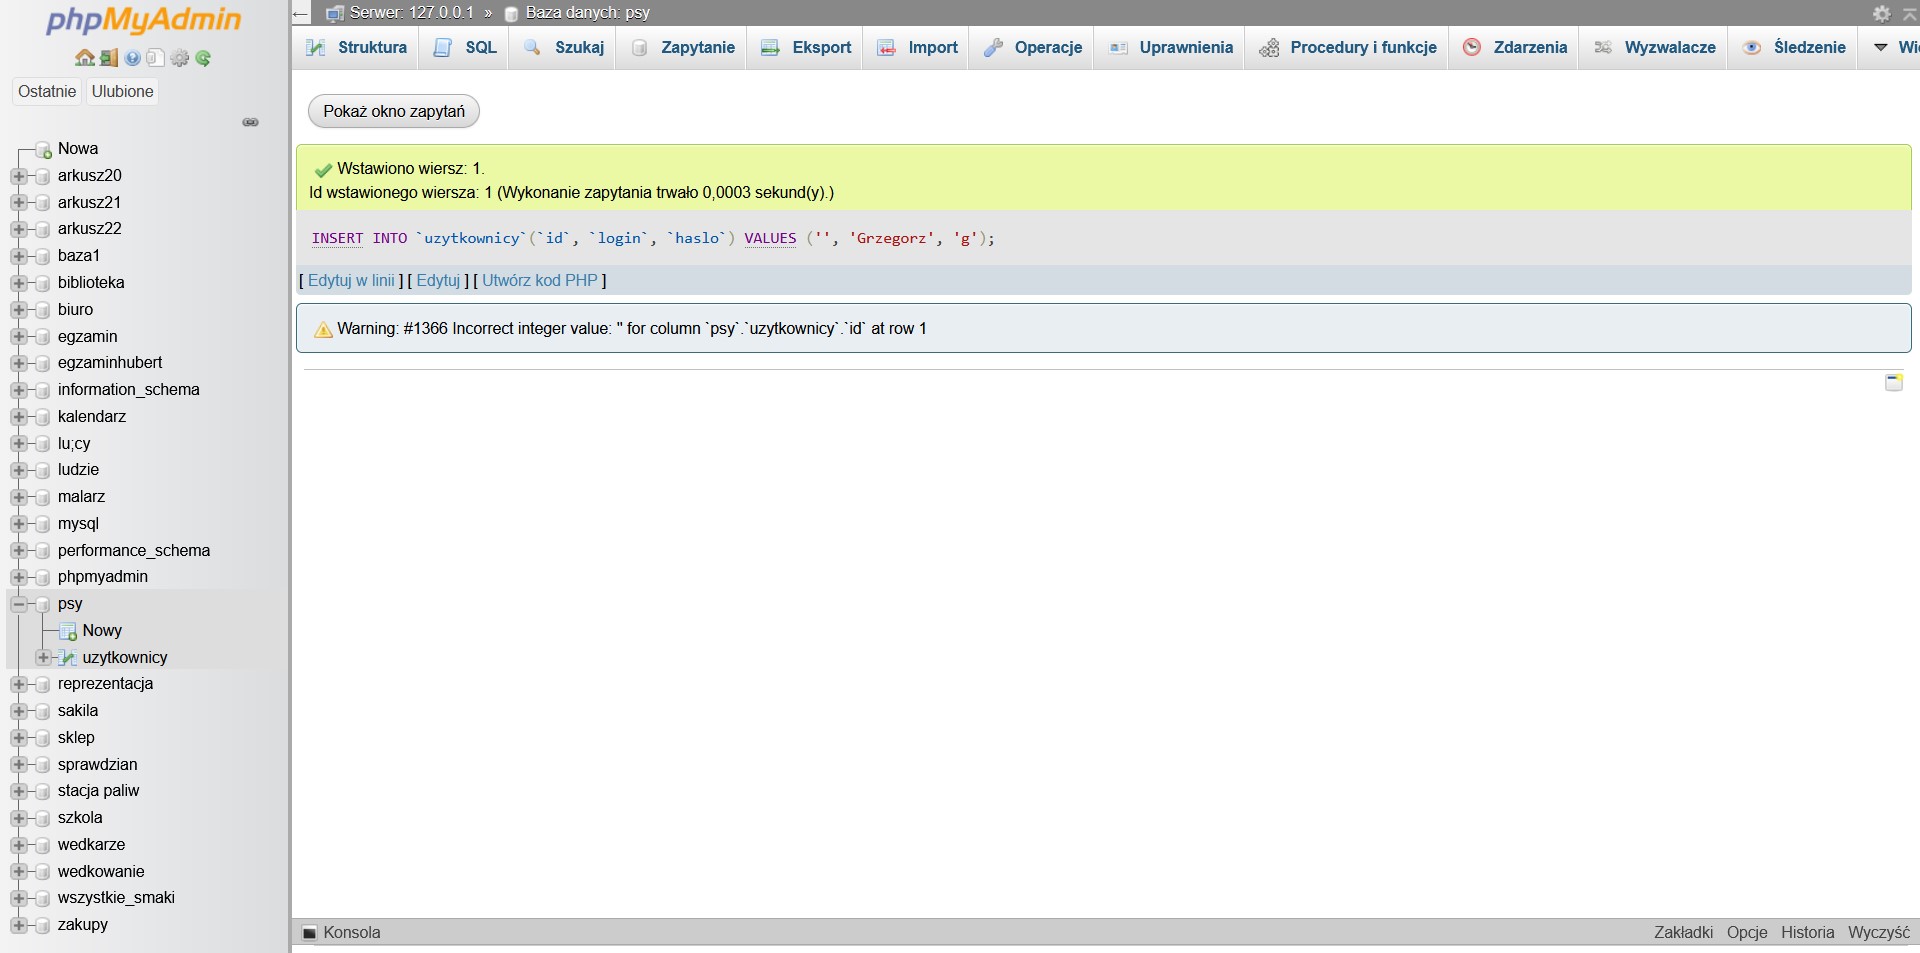 phpMyAdmin
Ostatnie Ulubione
Nowa
arkusz20
arkusz21
arkusz22
baza1
biblioteka
biuro
egzamin
egzaminhubert
information_schema
kalendarz
lu;cy
ludzie
malarz
mysql
performance_schema
phpmyadmin
psy
Nowy
uzytkownicy
reprezentacja
sakila
sklep
sprawdzian
stacja paliw
szkola
wedkarze
wedkowanie
wszystkie_smaki
zakupy
Serwer: 127.0.0.1 » Baza danych: psy
Struktura SQL Szukaj Zapytanie Eksport Import Operacje Uprawnienia Procedury i funkcje Zdarzenia Wyzwalacze Śledzenie
Pokaż okno zapytań
Wstawiono wiersz: 1.
Id wstawionego wiersza: 1 (Wykonanie zapytania trwało 0,0003 sekund(y).)
INSERT INTO `uzytkownicy`(`id`, `login`, `haslo`) VALUES ('', 'Grzegorz', 'g');
[ Edytuj w linii ] [ Edytuj ] [ Utwórz kod PHP ]
Warning: #1366 Incorrect integer value: '' for column `psy`.`uzytkownicy`.`id` at row 1
Konsola Zakładki Opcje Historia Wyczyść